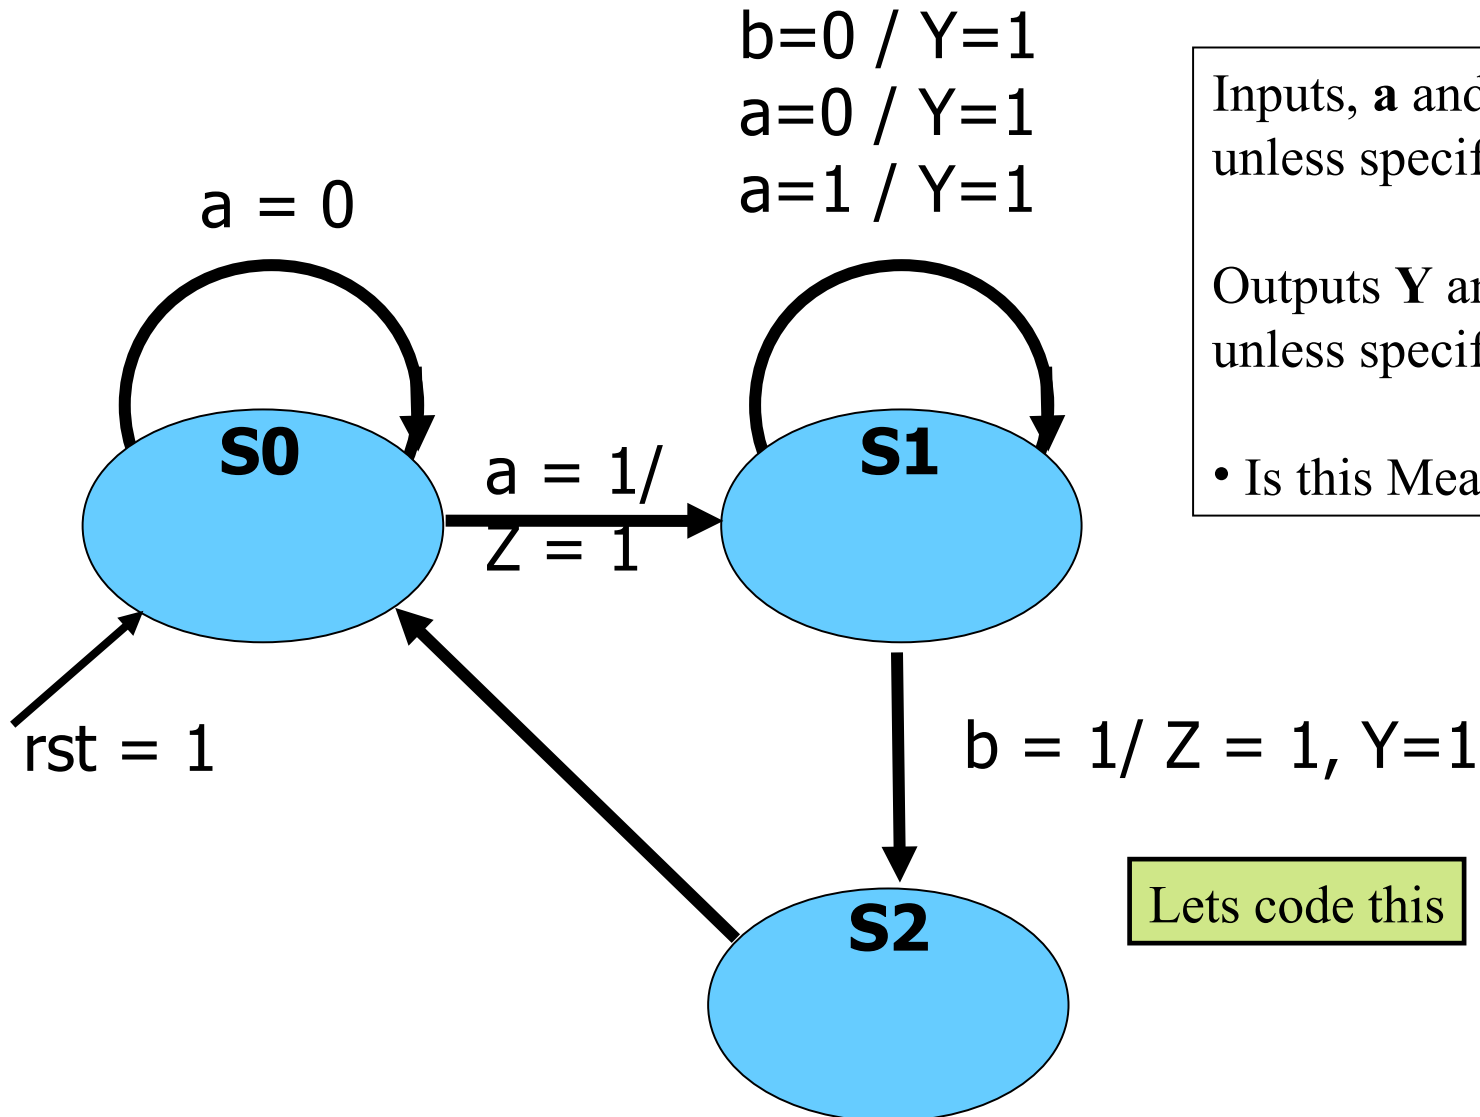 b=0 / Y=1
a=0 / Y=1
a=1 / Y=1
a = 0
Inputs, a and
unless specif
Outputs Y
unless specif
• Is this Mea
S0
S1
a = 1/
Z = 1
rst = 1
b = 1/ Z = 1, Y=1
S2
Lets code this